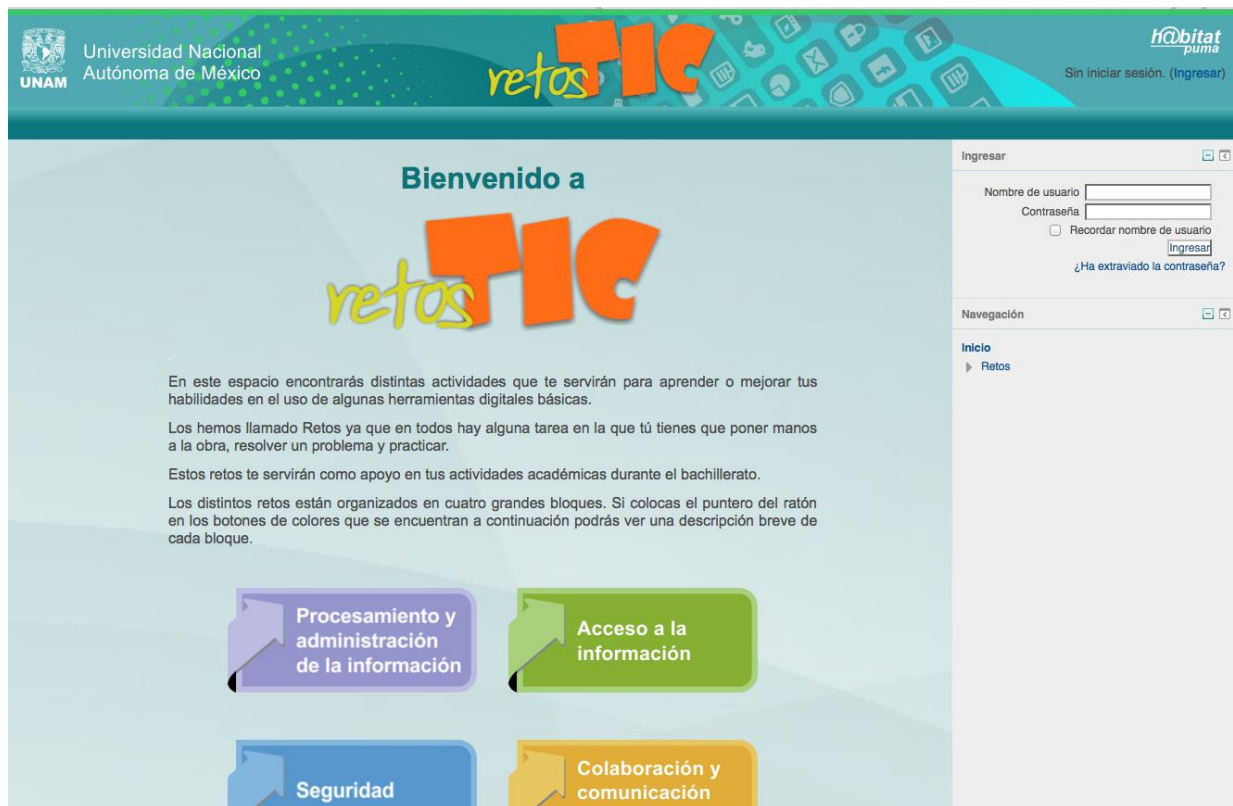 UNAM
Universidad Nacional
Autónoma de México
retos TIC
h@bitat
puma
Sin iniciar sesión. (Ingresar)
Bienvenido a
retos TIC
En este espacio encontrarás distintas actividades que te servirán para aprender o mejorar tus
habilidades en el uso de algunas herramientas digitales básicas.
Los hemos llamado Retos ya que en todos hay alguna tarea en la que tú tienes que poner manos
a la obra, resolver un problema y practicar.
Estos retos te servirán como apoyo en tus actividades académicas durante el bachillerato.
Los distintos retos están organizados en cuatro grandes bloques. Si colocas el puntero del ratón
en los botones de colores que se encuentran a continuación podrás ver una descripción breve de
cada bloque.
Procesamiento y
administración
de la información
Acceso a la
información
Seguridad
Colaboración y
comunicación
Ingresar
Nombre de usuario
Contraseña
Recordar nombre de usuario
Ingresar
¿Ha extraviado la contraseña?
Navegación
Inicio
Retos